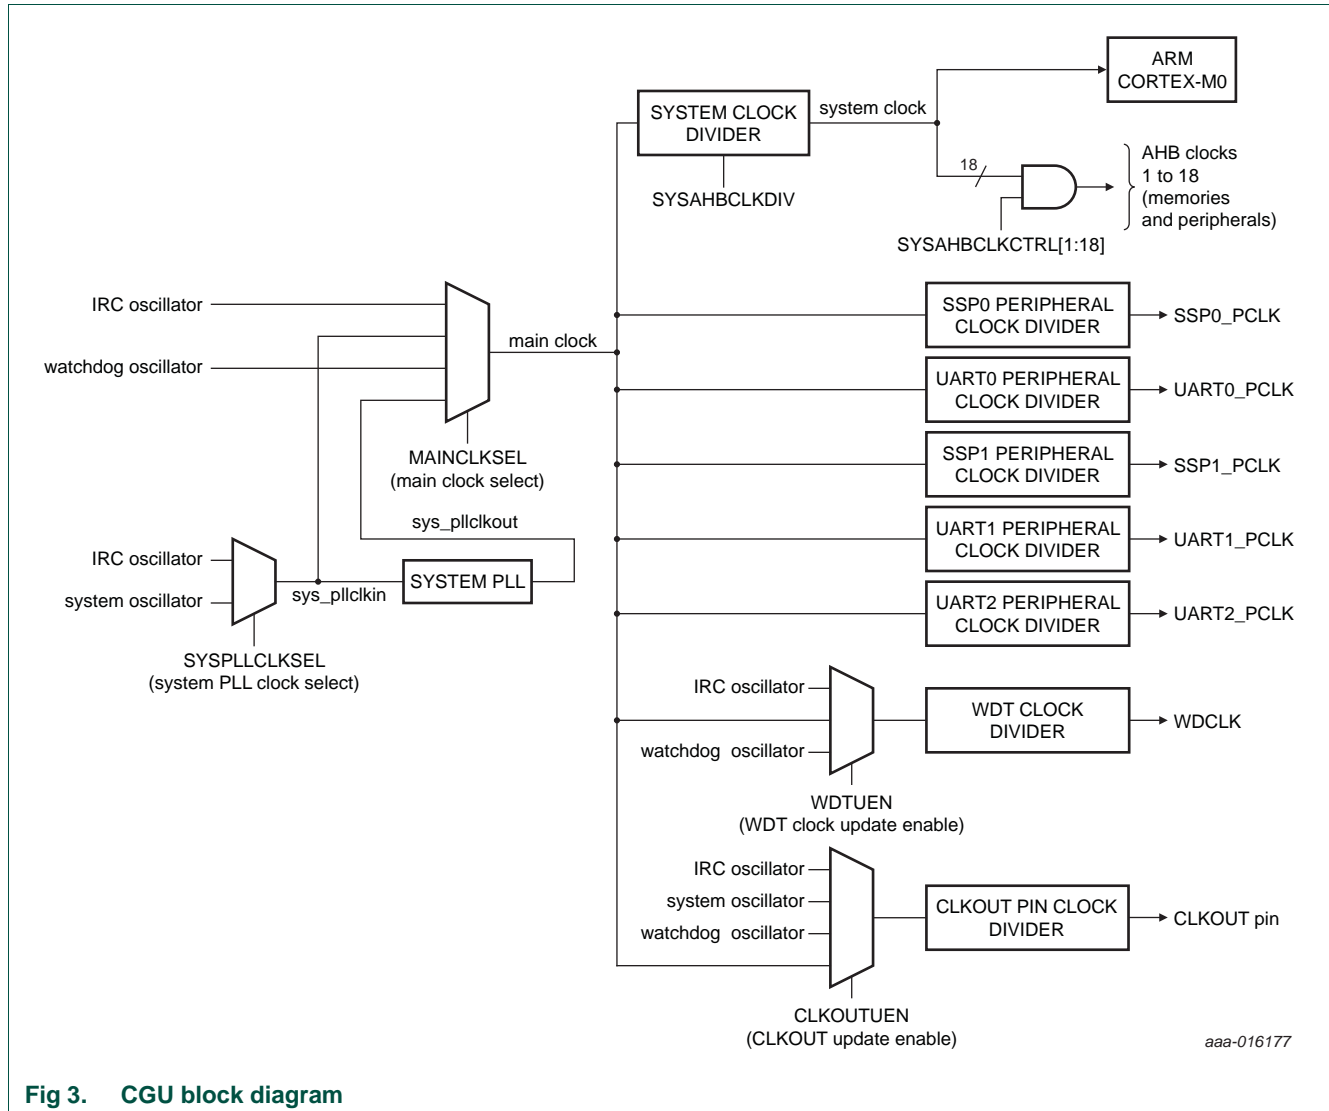 ARM
CORTEX-M0
SYSTEM CLOCK
DIVIDER
system clock
SYSAHBCLKDIV
18
AHB clocks
1 to 18
(memories
and peripherals)
SYSAHBCLKCTRL[1:18]
IRC oscillator
watchdog oscillator
main clock
MAINCLKSEL
(main clock select)
sys_pllclkout
IRC oscillator
system oscillator
sys_pllclkin
SYSTEM PLL
SYSPLLCLKSEL
(system PLL clock select)
SSP0 PERIPHERAL
CLOCK DIVIDER
SSP0_PCLK
UART0 PERIPHERAL
CLOCK DIVIDER
UART0_PCLK
SSP1 PERIPHERAL
CLOCK DIVIDER
SSP1_PCLK
UART1 PERIPHERAL
CLOCK DIVIDER
UART1_PCLK
UART2 PERIPHERAL
CLOCK DIVIDER
UART2_PCLK
IRC oscillator
watchdog oscillator
WDT CLOCK
DIVIDER
WDCLK
WDTUEN
(WDT clock update enable)
IRC oscillator
system oscillator
watchdog oscillator
CLKOUT PIN CLOCK
DIVIDER
CLKOUT pin
CLKOUTUEN
(CLKOUT update enable)
aaa-016177
Fig 3. CGU block diagram